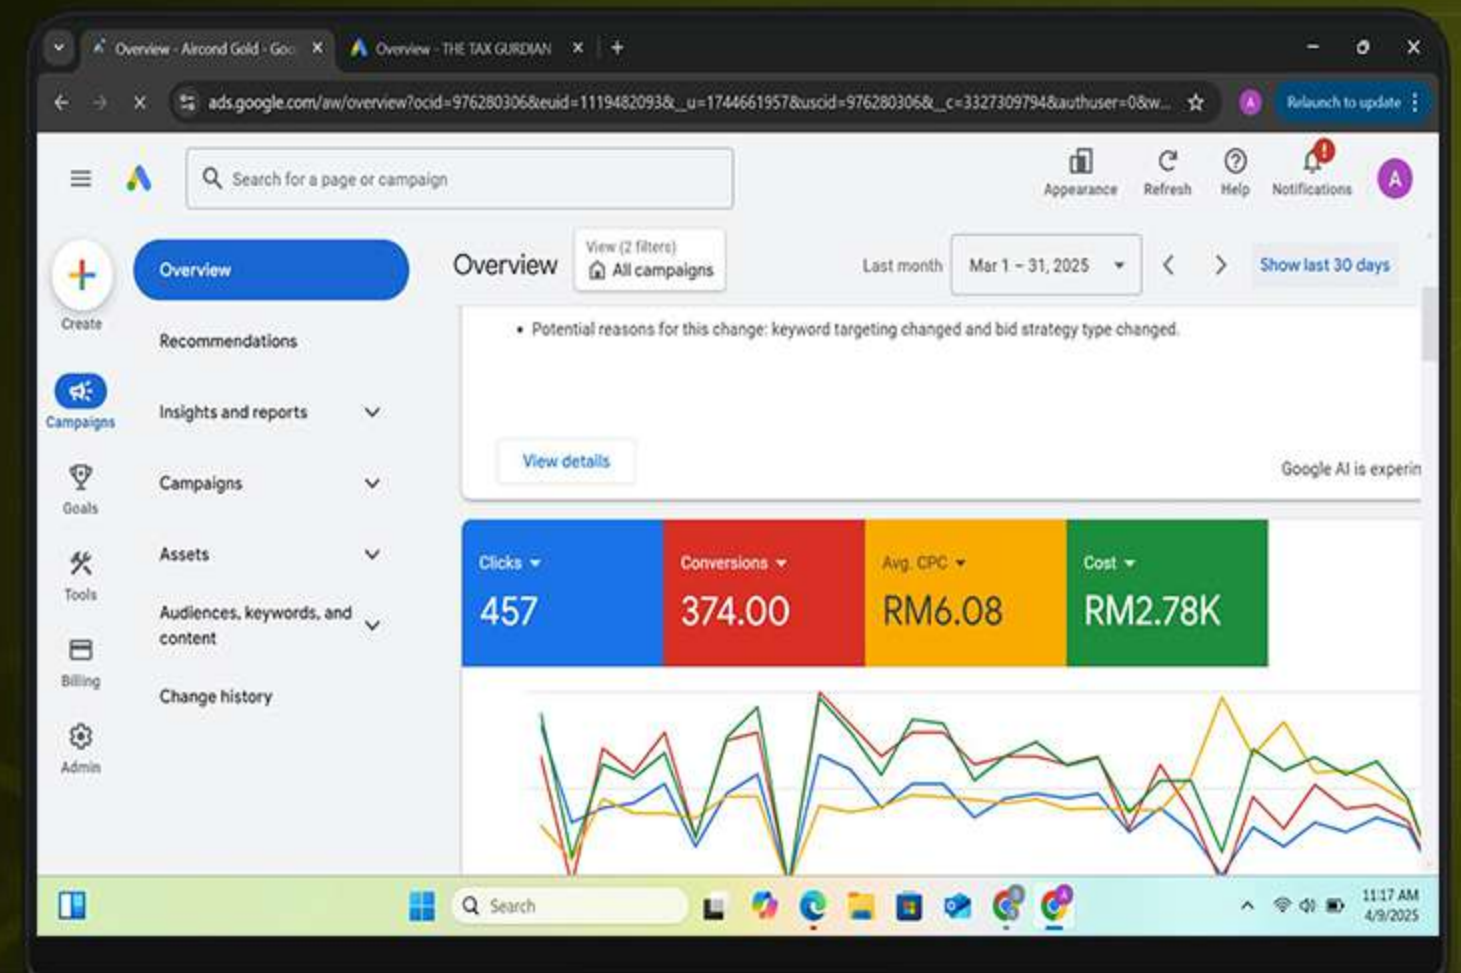 Overview - Aircond Gold - Goo
Overview - THE TAX GURDIAN
ads.google.com/aw/overview?ocid=976280306&euid=1119482093&__u=1744661957&uscid=976280306&__c=3327309794&authuser=0&w...
A
Relaunch to update
Search for a page or campaign
Appearance
Refresh
Help
Notifications
A
Create
Campaigns
Goals
Tools
Billing
Admin
Overview
Recommendations
Insights and reports
Campaigns
Assets
Audiences, keywords, and
content
Change history
Overview
View (2 filters)
All campaigns
Last month
Mar 1 – 31, 2025
Show last 30 days
• Potential reasons for this change: keyword targeting changed and bid strategy type changed.
View details
Google AI is experin
Clicks
457
Conversions
374.00
Avg. CPC
RM6.08
Cost
RM2.78K
Search
11:17 AM
4/9/2025